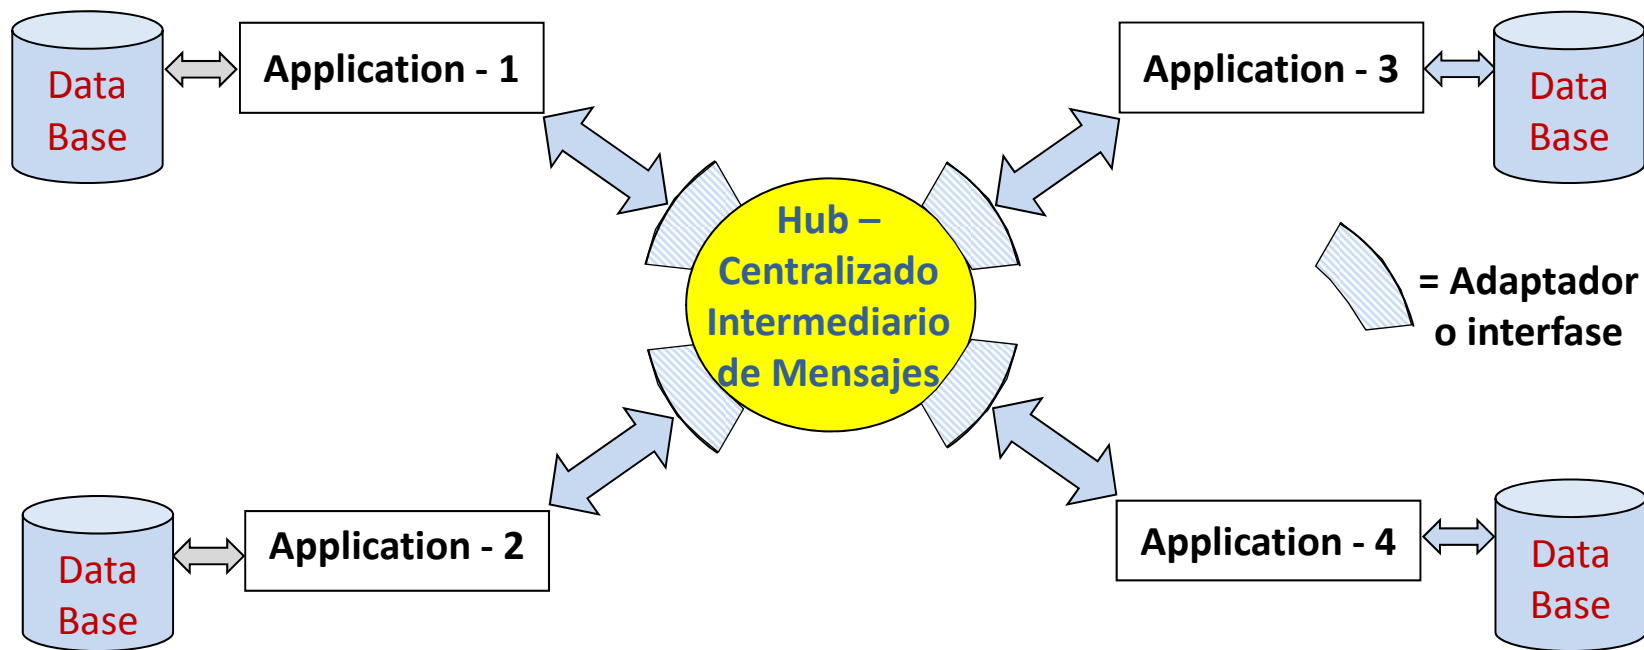 Data
Base
Application - 1
Application - 3
Data
Base
Hub –
Centralizado
Intermediario
de Mensajes
= Adaptador
o interfase
Data
Base
Application - 2
Application - 4
Data
Base